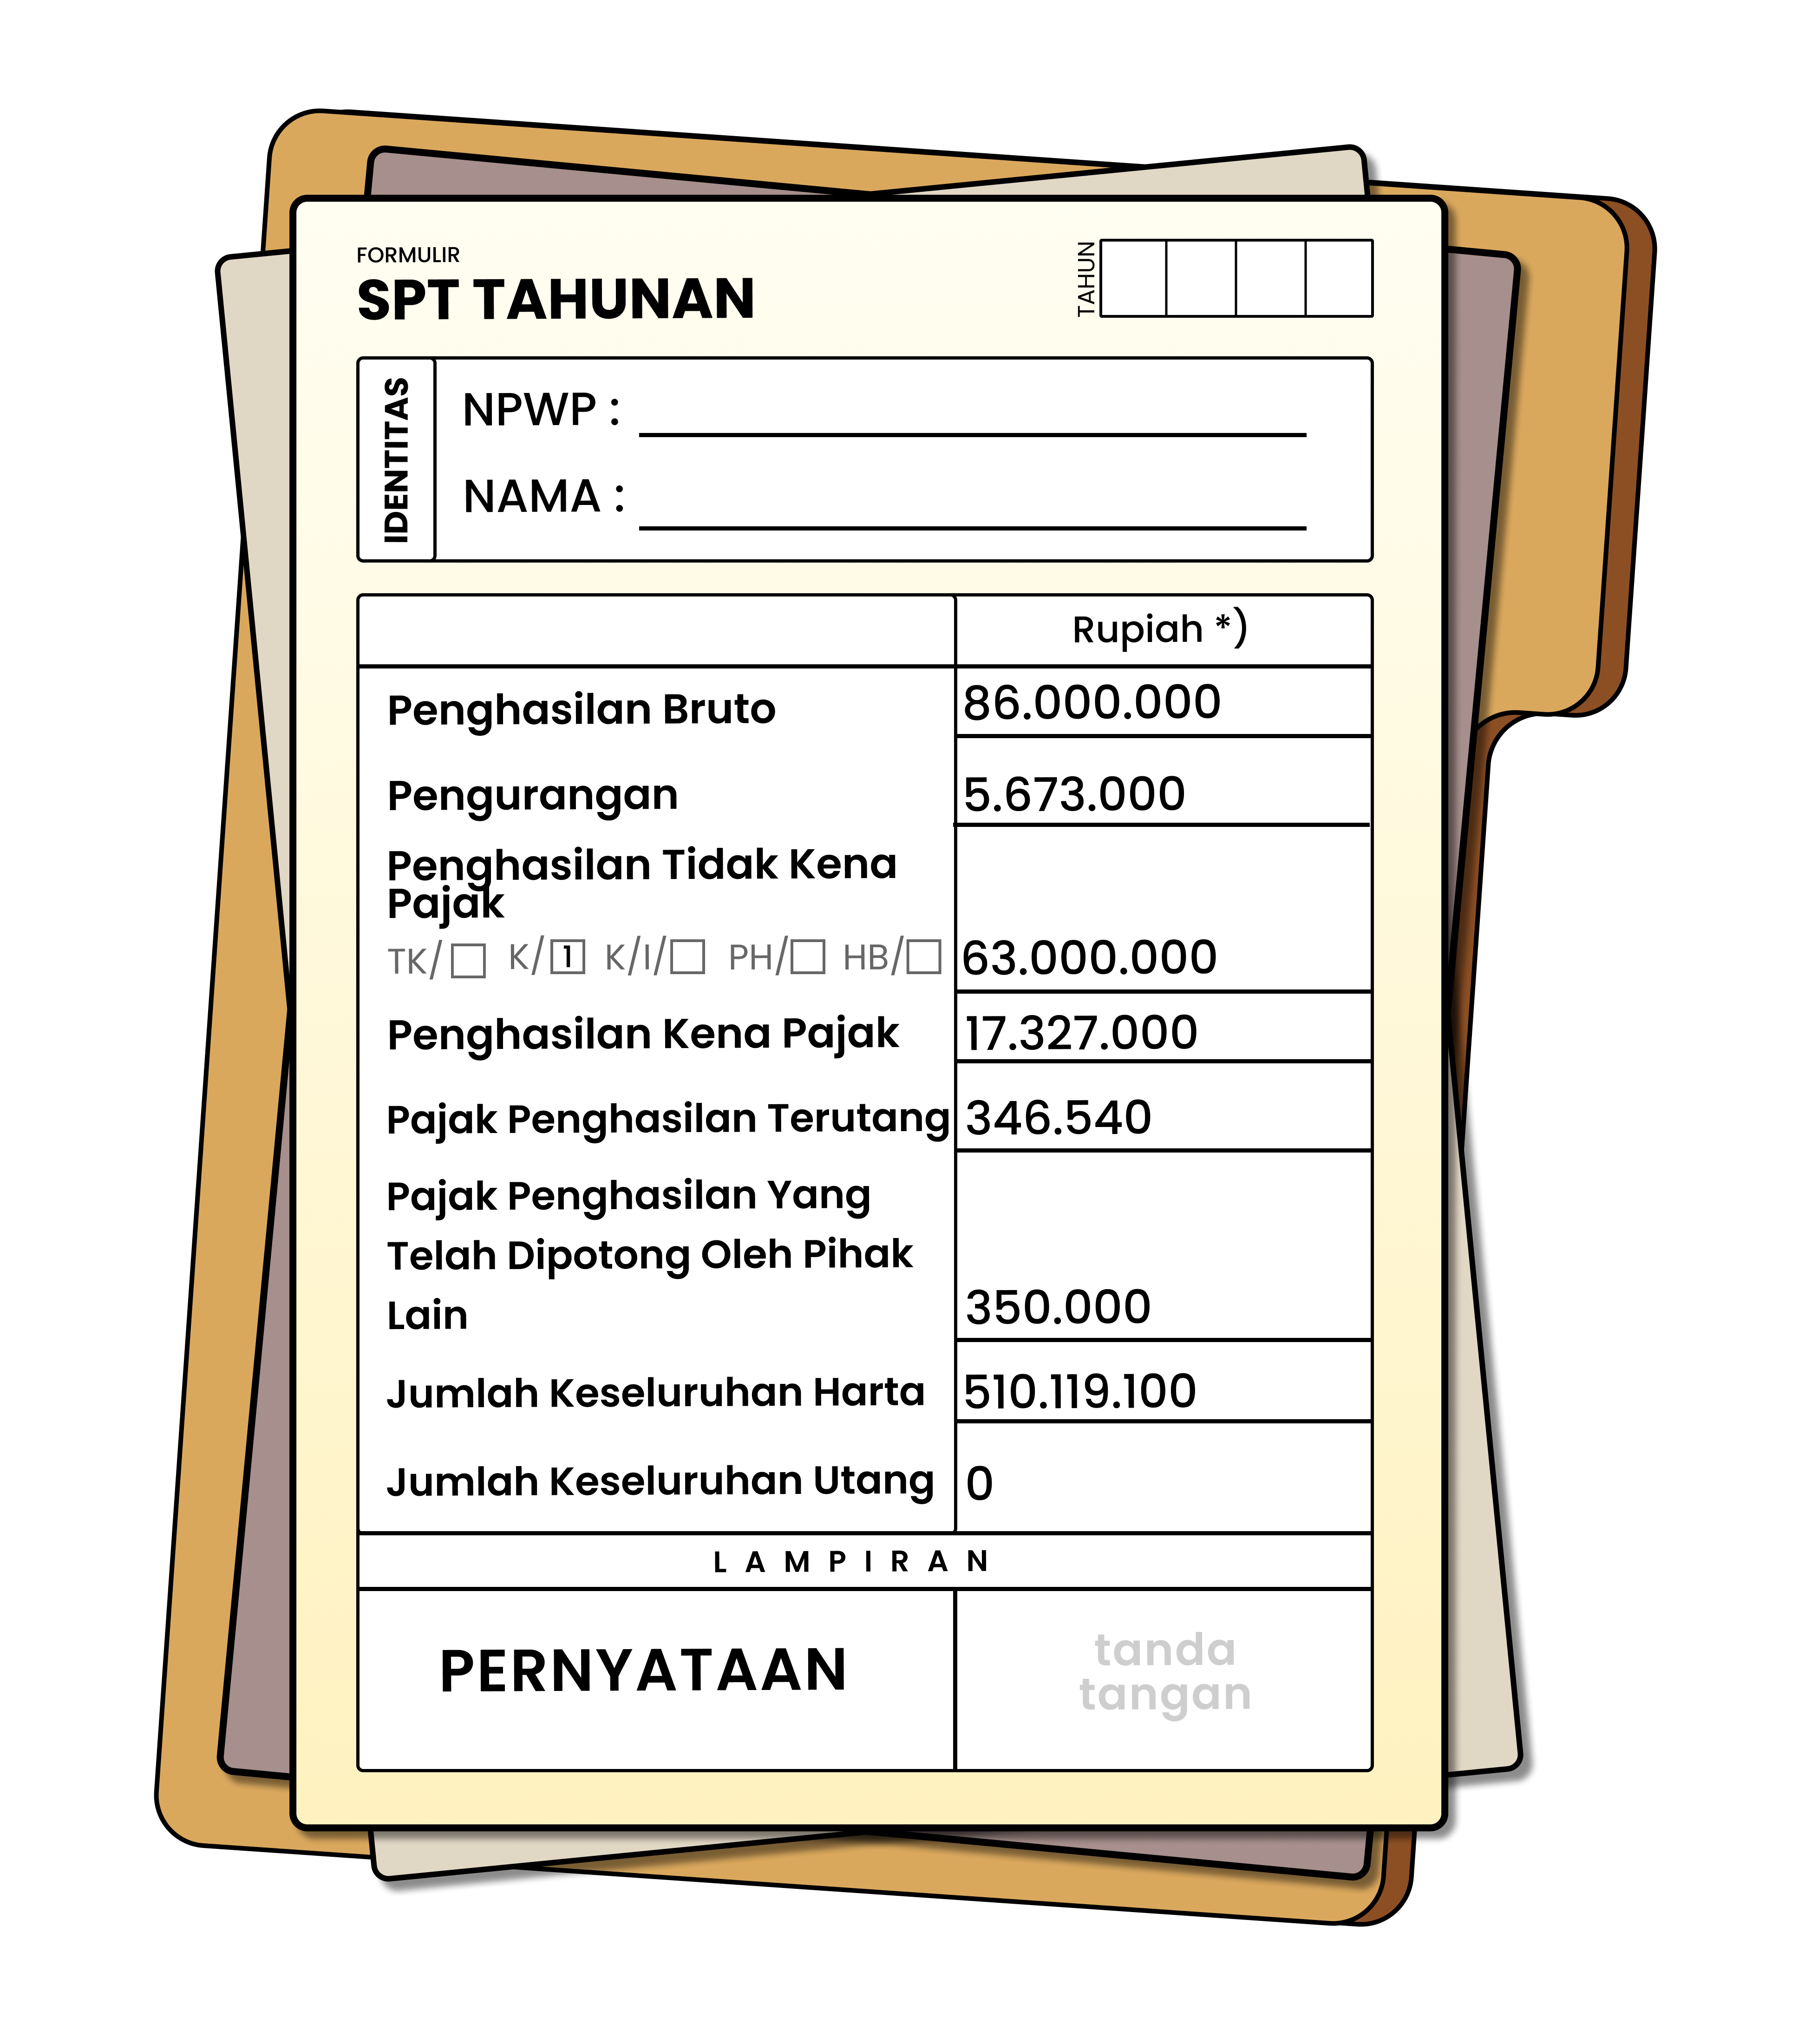 FORMULIR
SPT TAHUNAN
TAHUN
IDENTITAS
NPWP :
NAMA :
Rupiah *)
Penghasilan Bruto 86.000.000
Pengurangan 5.673.000
Penghasilan Tidak Kena
Pajak
TK/ K/ 1 K/I/ PH/ HB/ 63.000.000
Penghasilan Kena Pajak 17.327.000
Pajak Penghasilan Terutang 346.540
Pajak Penghasilan Yang
Telah Dipotong Oleh Pihak
Lain 350.000
Jumlah Keseluruhan Harta 510.119.100
Jumlah Keseluruhan Utang 0
LAMPIRAN
PERNYATAAN
tanda
tangan